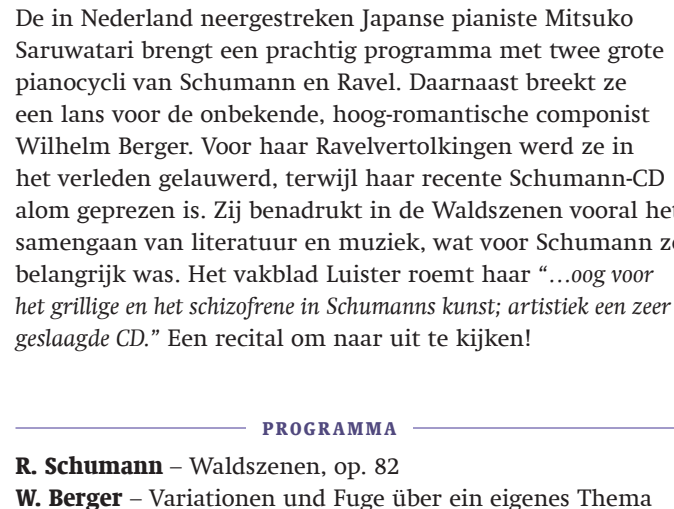 De in Nederland neergestreken Japanse pianiste Mitsuko
Saruwatari brengt een prachtig programma met twee grote
pianocycli van Schumann en Ravel. Daarnaast breekt ze
een lans voor de onbekende, hoog-romantische componist
Wilhelm Berger. Voor haar Ravelvertolkingen werd ze in
het verleden gelauwerd, terwijl haar recente Schumann-CD
alom geprezen is. Zij benadrukt in de Waldszenen vooral het
samengaan van literatuur en muziek, wat voor Schumann zo
belangrijk was. Het vakblad Luister roemt haar “…oog voor
het grillige en het schizofrene in Schumanns kunst; artistiek een zeer
geslaagde CD.” Een recital om naar uit te kijken!
PROGRAMMA
R. Schumann – Waldszenen, op. 82
W. Berger – Variationen und Fuge über ein eigenes Thema